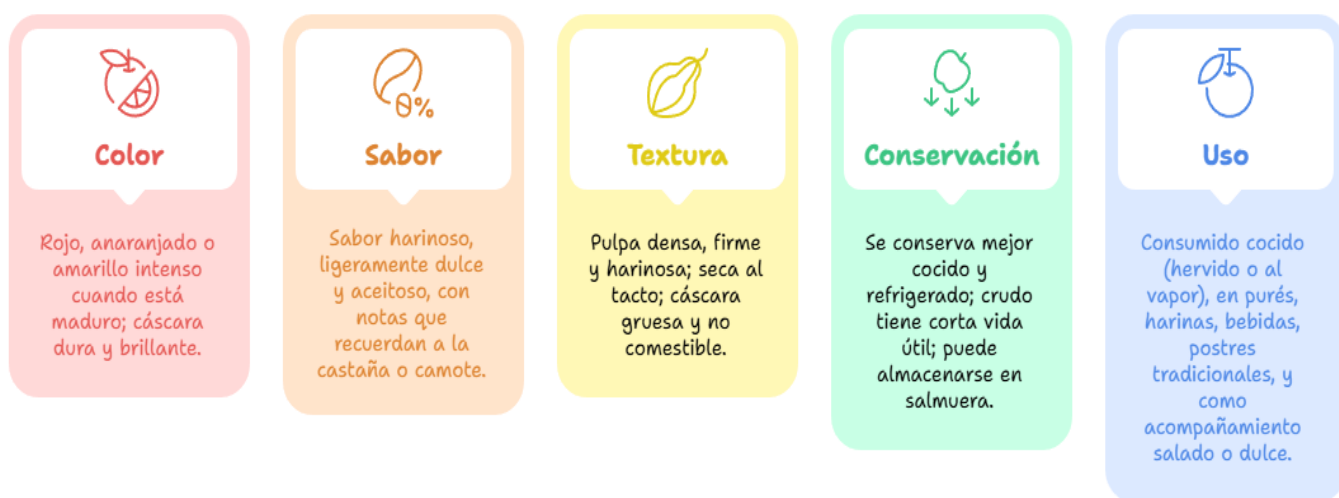 Color
Rojo, anaranjado o
amarillo intenso
cuando está
maduro; cáscara
dura y brillante.
0%
Sabor
Sabor harinoso,
ligeramente dulce
y aceitoso, con
notas que
recuerdan a la
castaña o camote.
Textura
Pulpa densa, firme
y harinosa; seca al
tacto; cáscara
gruesa y no
comestible.
Conservación
Se conserva mejor
cocido y
refrigerado; crudo
tiene corta vida
útil; puede
almacenarse en
salmuera.
Uso
Consumido cocido
(hervido o al
vapor), en purés,
harinas, bebidas,
postres
tradicionales, y
como
acompañamiento
salado o dulce.